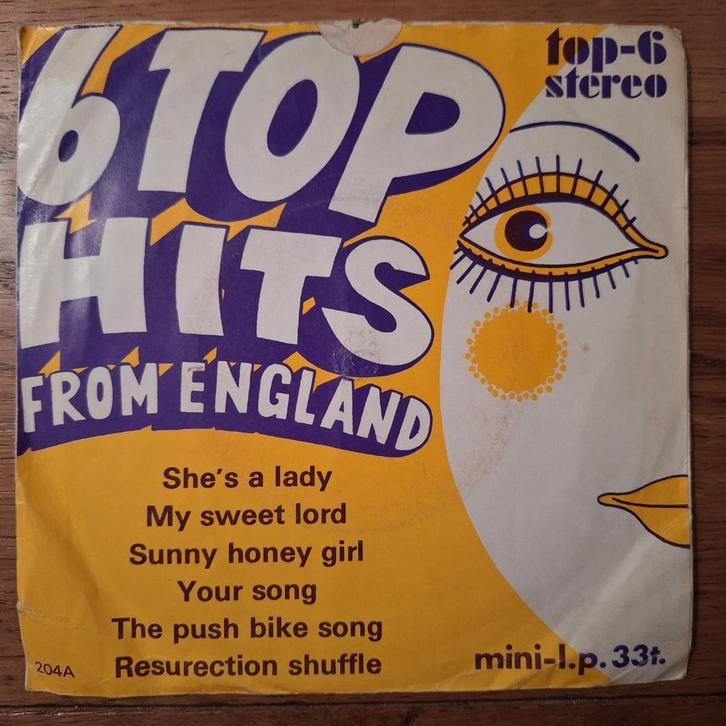 6 TOP
HITS
FROM ENGLAND
top-6
stereo
She's a lady
My sweet lord
Sunny honey girl
Your song
The push bike song
Resurection shuffle
204A
mini-l.p. 33t.